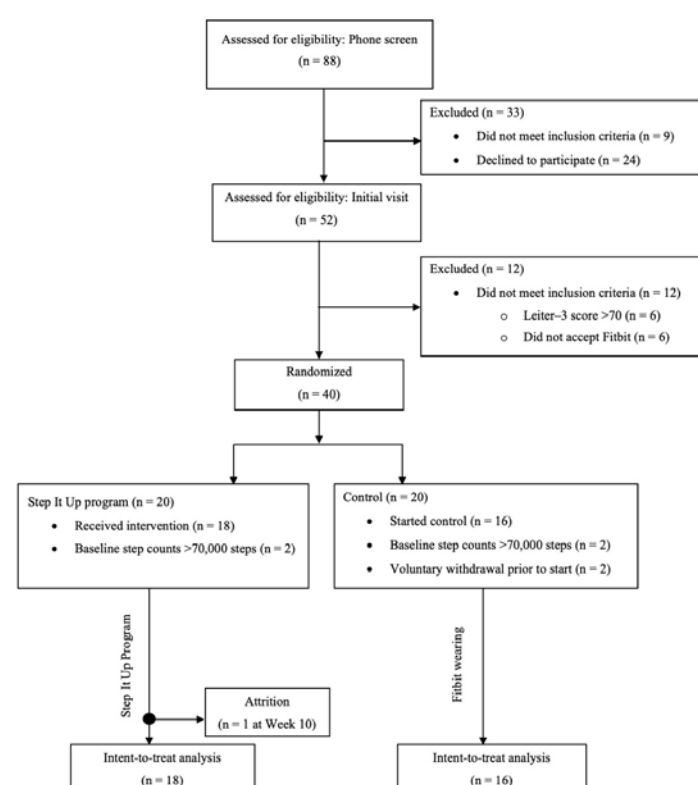 Assessed for eligibility: Phone screen
(n = 88)
Excluded (n = 33)
• Did not meet inclusion criteria (n = 9)
• Declined to participate (n = 24)
Assessed for eligibility: Initial visit
(n = 52)
Excluded (n = 12)
• Did not meet inclusion criteria (n = 12)
o Leiter–3 score >70 (n = 6)
o Did not accept Fitbit (n = 6)
Randomized
(n = 40)
Step It Up program (n = 20)
• Received intervention (n = 18)
• Baseline step counts >70,000 steps (n = 2)
Control (n = 20)
• Started control (n = 16)
• Baseline step counts >70,000 steps (n = 2)
• Voluntary withdrawal prior to start (n = 2)
Step It Up Program
Fitbit wearing
Attrition
(n = 1 at Week 10)
Intent-to-treat analysis
(n = 18)
Intent-to-treat analysis
(n = 16)